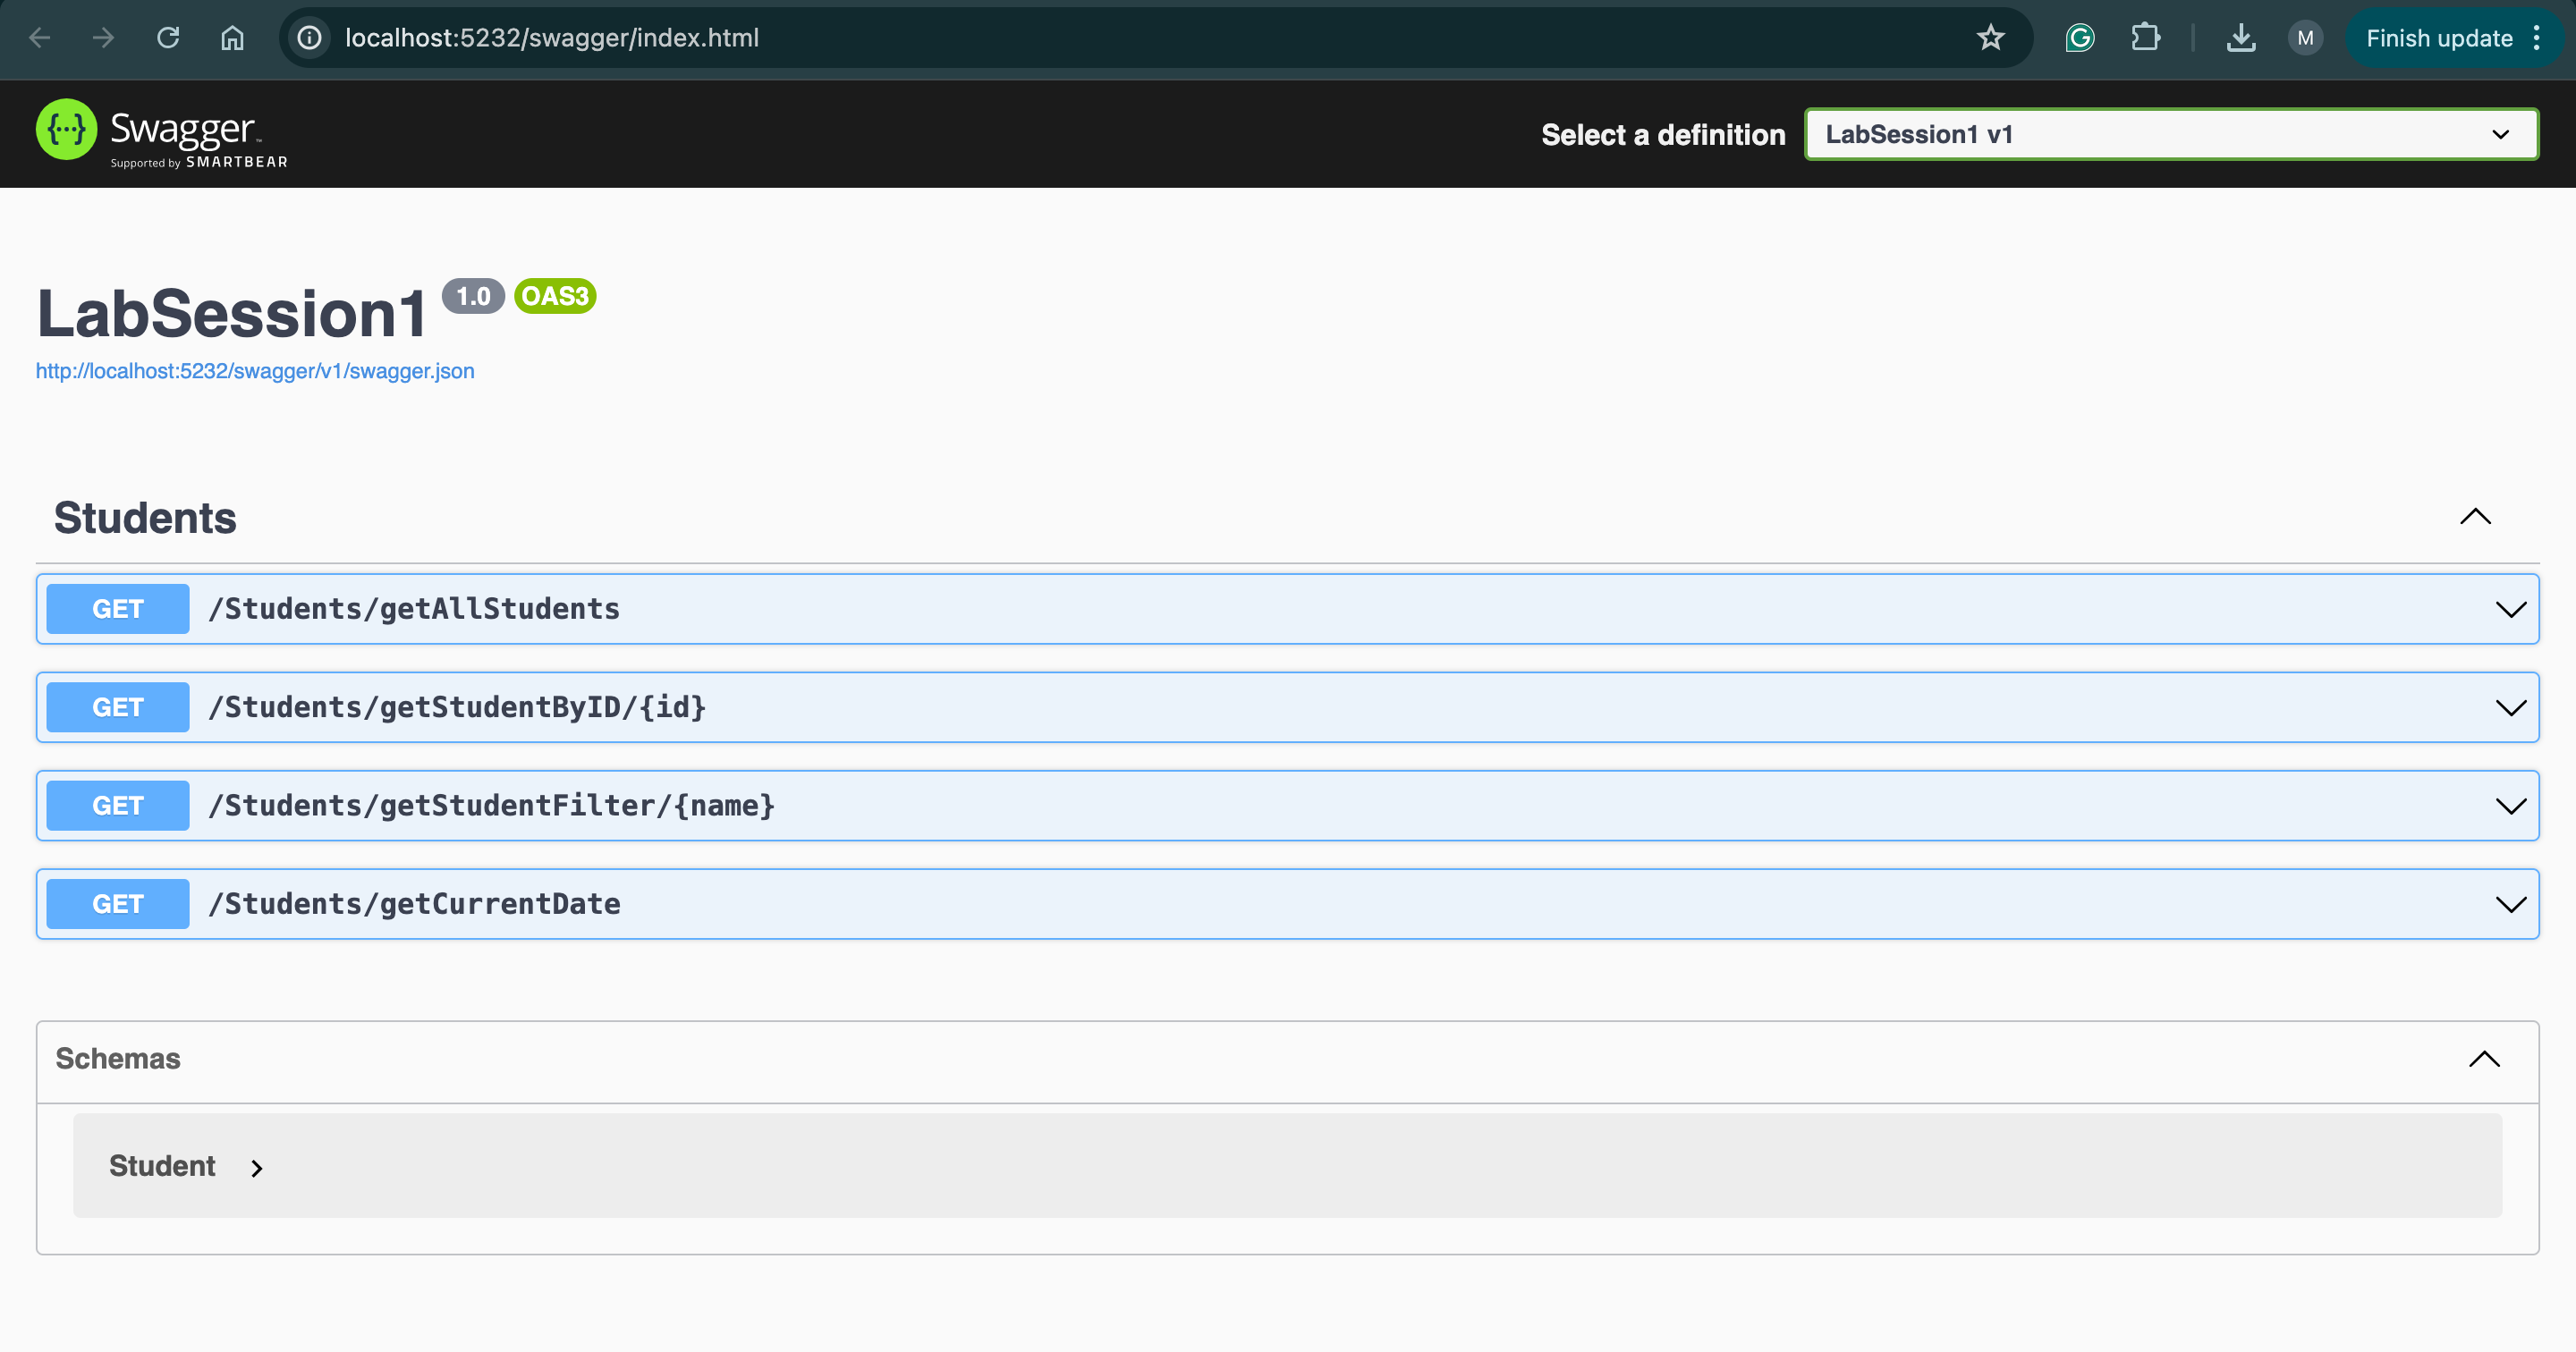 localhost:5232/swagger/index.html
M
Finish update
{···} Swagger™
Supported by SMARTBEAR
Select a definition
LabSession1 v1
LabSession1 1.0 OAS3
http://localhost:5232/swagger/v1/swagger.json
Students
GET /Students/getAllStudents
GET /Students/getStudentByID/{id}
GET /Students/getStudentFilter/{name}
GET /Students/getCurrentDate
Schemas
Student